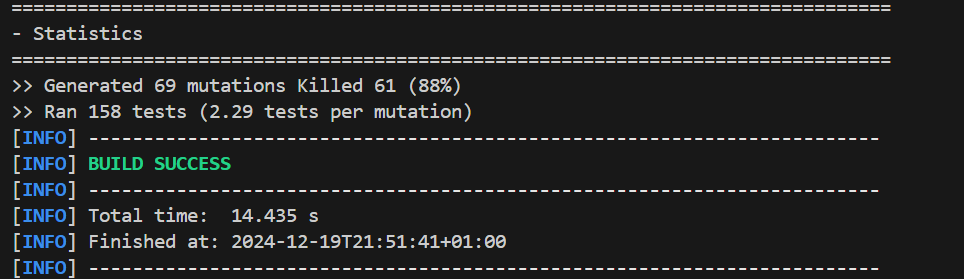 ================================================================================
- Statistics
================================================================================
>> Generated 69 mutations Killed 61 (88%)
>> Ran 158 tests (2.29 tests per mutation)
[INFO] ------------------------------------------------------------------------
[INFO] BUILD SUCCESS
[INFO] ------------------------------------------------------------------------
[INFO] Total time:  14.435 s
[INFO] Finished at: 2024-12-19T21:51:41+01:00
[INFO] ------------------------------------------------------------------------